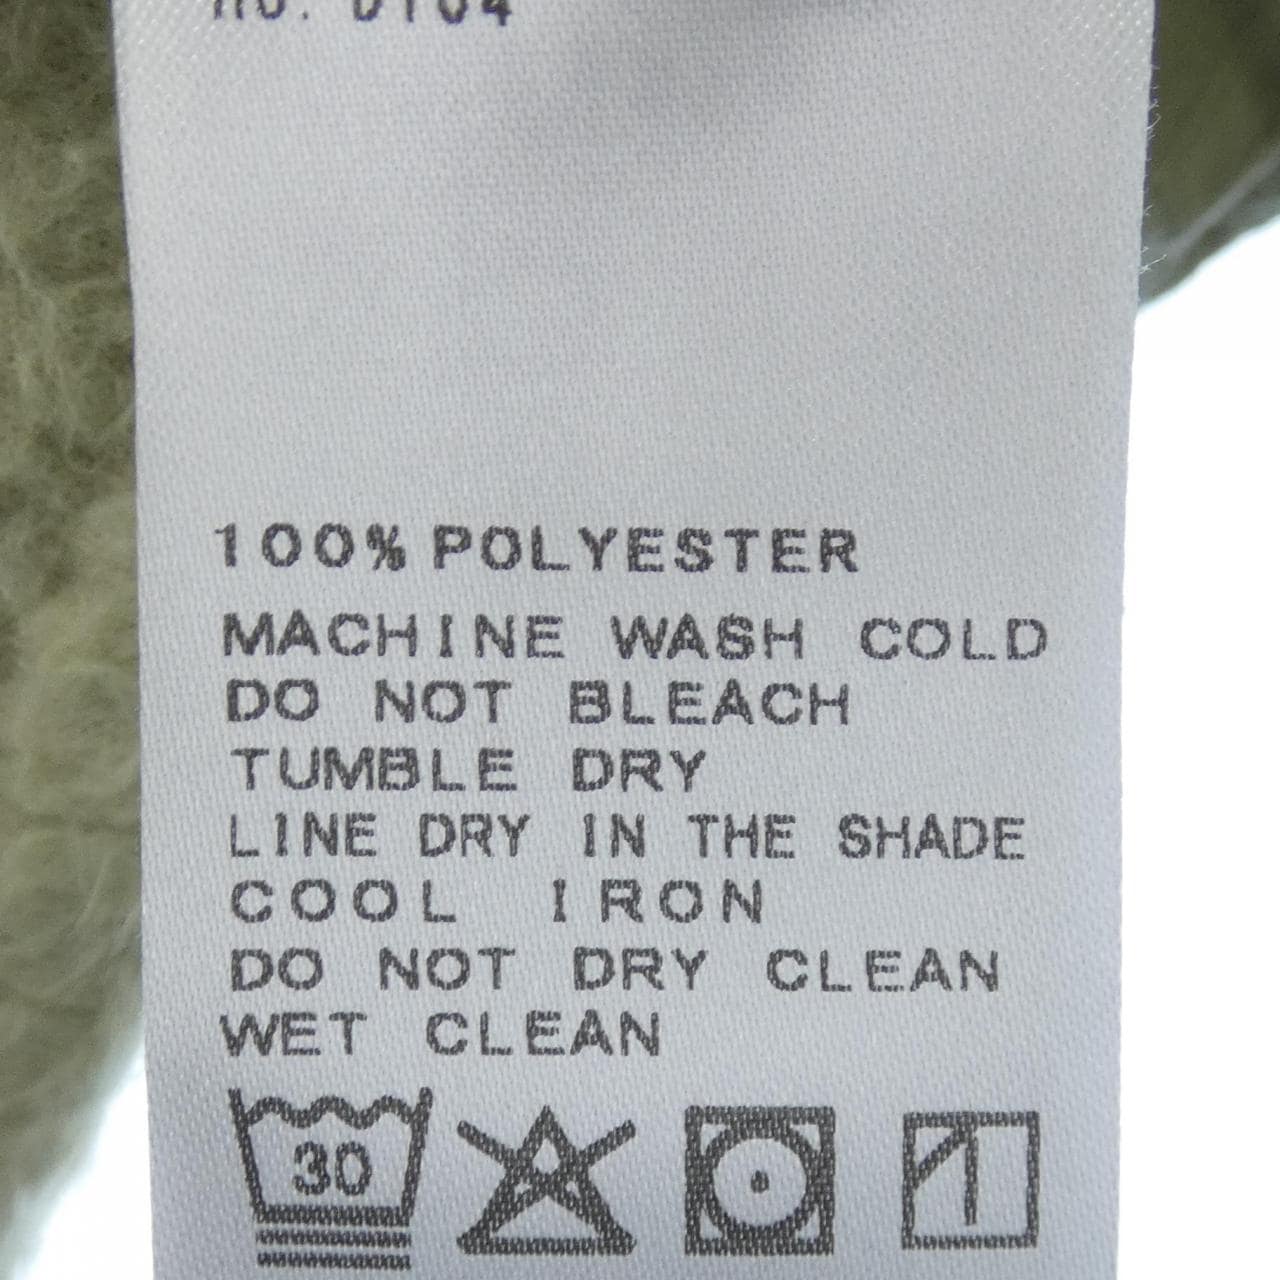 100% POLYESTER
MACHINE WASH COLD
DO NOT BLEACH
TUMBLE DRY
LINE DRY IN THE SHADE
COOL IRON
DO NOT DRY CLEAN
WET CLEAN
30